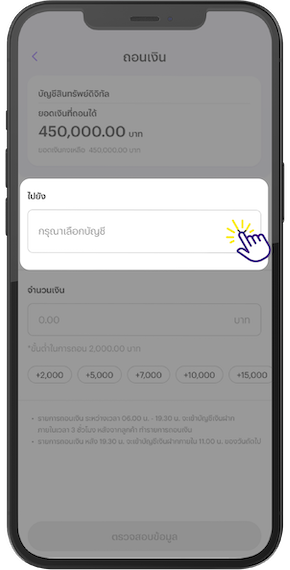 ถอนเงิน
บัญชีสินทรัพย์ดิจิทัล
ยอดเงินที่ถอนได้
450,000.00 บาท
ยอดเงินคงเหลือ 450,000.00 บาท
ไปยัง
กรุณาเลือกบัญชี
จำนวนเงิน
0.00 บาท
*ขั้นต่ำในการถอน 2,000.00 บาท
+2,000 +5,000 +7,000 +10,000 +15,000
• รายการถอนเงิน ระหว่างเวลา 06.00 น. - 18.30 น. จะเข้าบัญชีเงินฝาก
ภายในเวลา 3 ชั่วโมง หลังจากลูกค้า ทำรายการถอนเงิน
• รายการถอนเงิน หลัง 18.30 น. จะเข้าบัญชีเงินฝากภายใน 11.00 น. ของวันถัดไป
ตรวจสอบข้อมูล